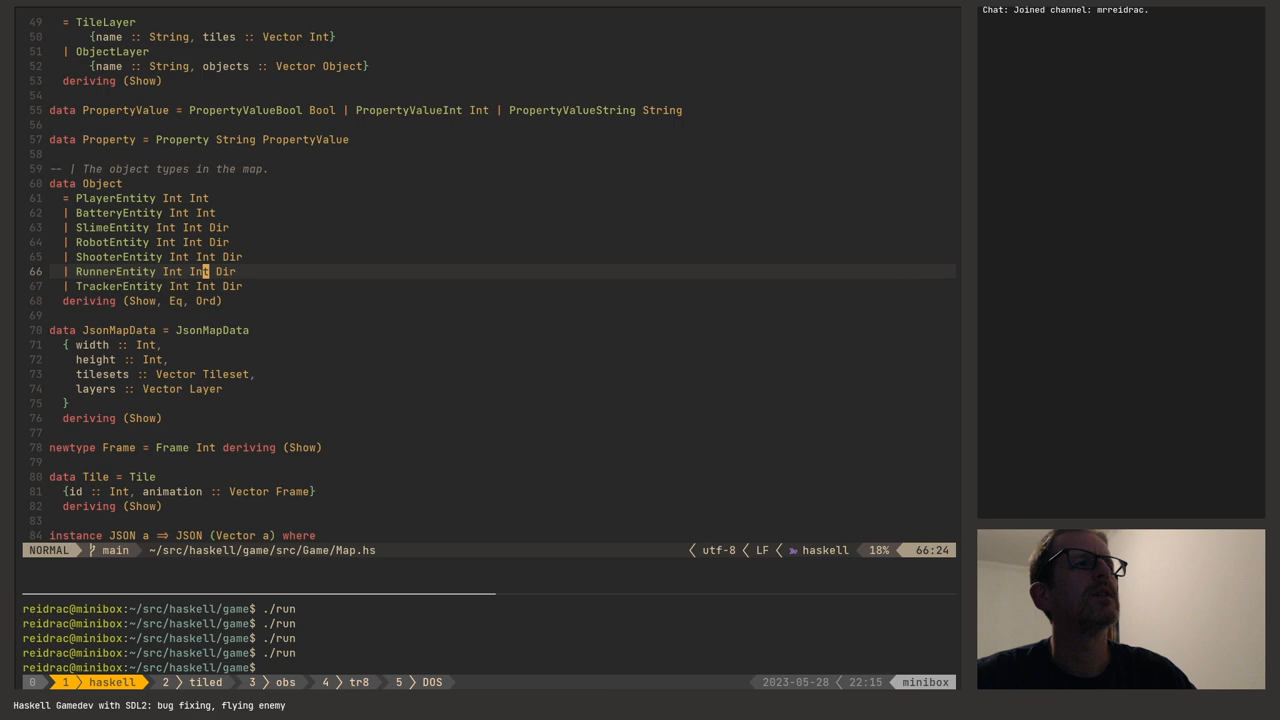 Chat: Joined channel: mrreidrac.
49 = TileLayer
50 {name :: String, tiles :: Vector Int}
51 | ObjectLayer
52 {name :: String, objects :: Vector Object}
53 deriving (Show)
54
55 data PropertyValue = PropertyValueBool Bool | PropertyValueInt Int | PropertyValueString String
56
57 data Property = Property String PropertyValue
58
59 -- | The object types in the map.
60 data Object
61 = PlayerEntity Int Int
62 | BatteryEntity Int Int
63 | SlimeEntity Int Int Dir
64 | RobotEntity Int Int Dir
65 | ShooterEntity Int Int Dir
66 | RunnerEntity Int Int Dir
67 | TrackerEntity Int Int Dir
68 deriving (Show, Eq, Ord)
69
70 data JsonMapData = JsonMapData
71 { width :: Int,
72 height :: Int,
73 tilesets :: Vector Tileset,
74 layers :: Vector Layer
75 }
76 deriving (Show)
77
78 newtype Frame = Frame Int deriving (Show)
79
80 data Tile = Tile
81 {id :: Int, animation :: Vector Frame}
82 deriving (Show)
83
84 instance JSON a ⇒ JSON (Vector a) where
NORMAL main ~/src/haskell/game/src/Game/Map.hs utf-8 LF haskell 18% 66:24
reidrac@minibox:~/src/haskell/game$ ./run
reidrac@minibox:~/src/haskell/game$ ./run
reidrac@minibox:~/src/haskell/game$ ./run
reidrac@minibox:~/src/haskell/game$ ./run
reidrac@minibox:~/src/haskell/game$
0 1 haskell 2 tiled 3 obs 4 tr8 5 DOS 2023-05-28 22:15 minibox
Haskell Gamedev with SDL2: bug fixing, flying enemy